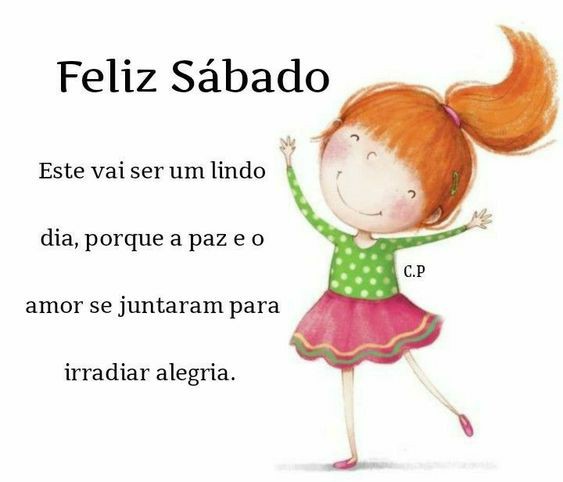 Feliz Sábado
Este vai ser um lindo
dia, porque a paz e o
amor se juntaram para
irradiar alegria.
C.P